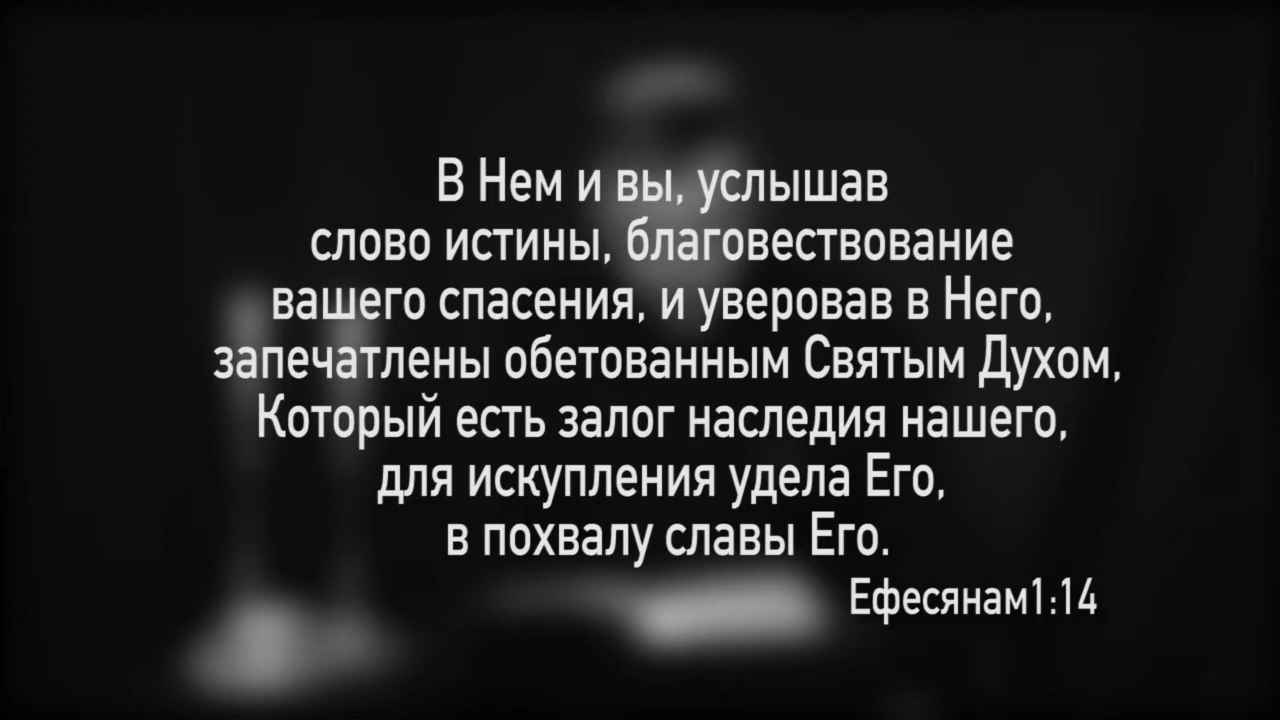 В Нем и вы, услышав
слово истины, благовествование
вашего спасения, и уверовав в Него,
запечатлены обетованным Святым Духом,
Который есть залог наследия нашего,
для искупления удела Его,
в похвалу славы Его.
Ефесянам1:14